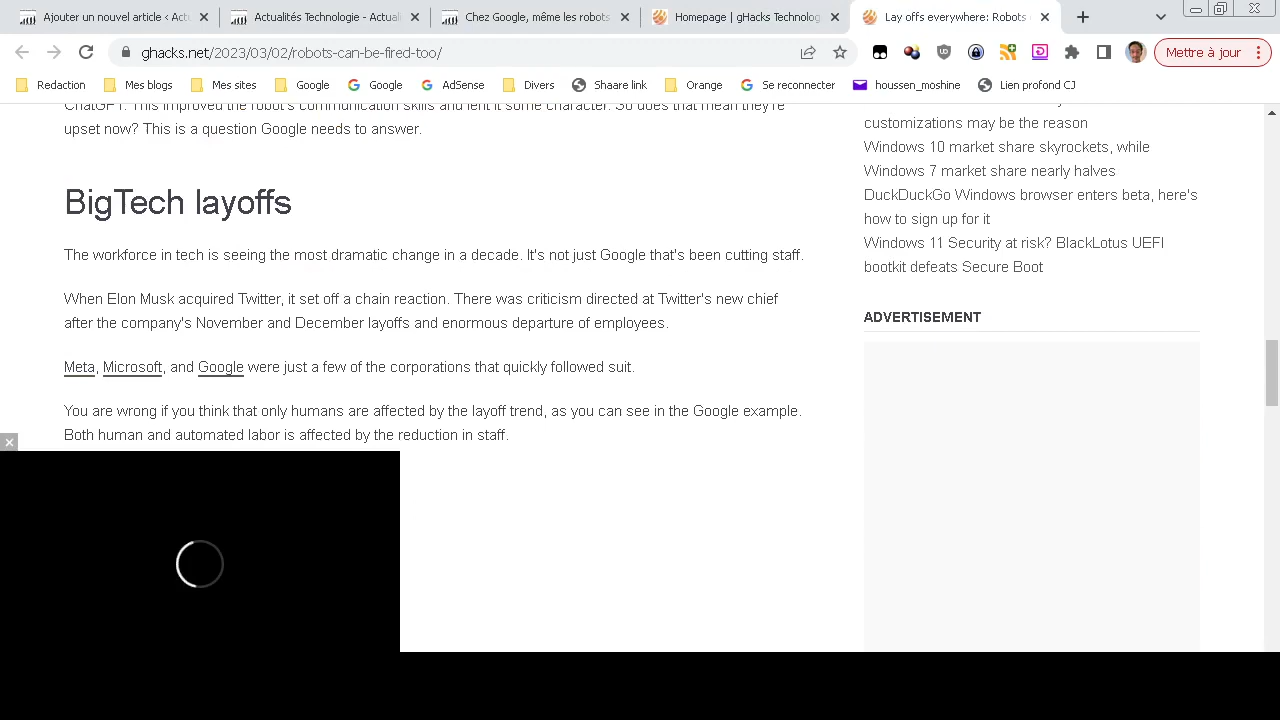 Ajouter un nouvel article ‹ Actu
Actualités Technologie - Actuali
Chez Google, même les robots
Homepage | gHacks Technolog
Lay offs everywhere: Robots
ghacks.net/2023/03/02/robots-can-be-fired-too/
Mettre à jour
Redaction
Mes bbs
Mes sites
Google
Google
AdSense
Divers
Shaare link
Orange
Se reconnecter
houssen_moshine
Lien profond CJ
ChatGPT. This improved the robot's communication skills and lent it some character. So does that mean they're
upset now? This is a question Google needs to answer.
BigTech layoffs
The workforce in tech is seeing the most dramatic change in a decade. It's not just Google that's been cutting staff.
When Elon Musk acquired Twitter, it set off a chain reaction. There was criticism directed at Twitter's new chief
after the company's November and December layoffs and enormous departure of employees.
Meta, Microsoft, and Google were just a few of the corporations that quickly followed suit.
You are wrong if you think that only humans are affected by the layoff trend, as you can see in the Google example.
Both human and automated labor is affected by the reduction in staff.
customizations may be the reason
Windows 10 market share skyrockets, while
Windows 7 market share nearly halves
DuckDuckGo Windows browser enters beta, here's
how to sign up for it
Windows 11 Security at risk? BlackLotus UEFI
bootkit defeats Secure Boot
ADVERTISEMENT